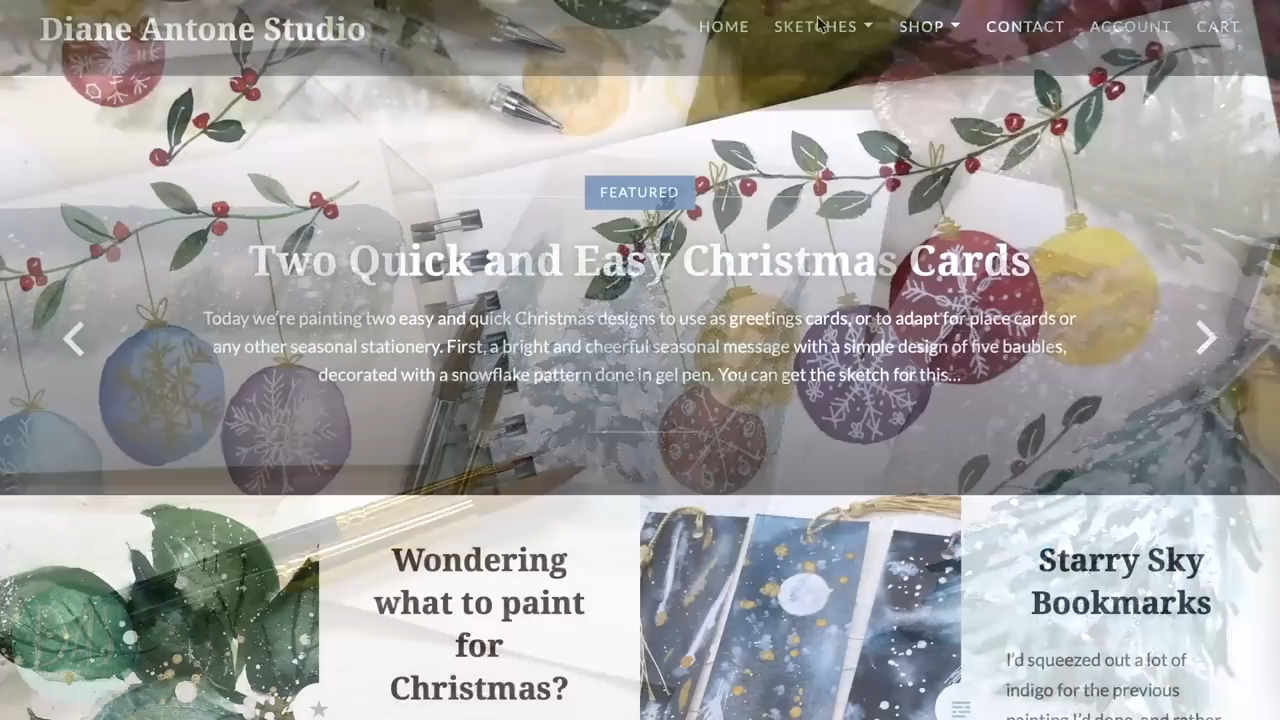 Diane Antone Studio
HOME SKETCHES SHOP CONTACT ACCOUNT CART
FEATURED
Two Quick and Easy Christmas Cards
Today we're painting two easy and quick Christmas designs to use as greetings cards, or to adapt for place cards or
any other seasonal stationery. First, a bright and cheerful seasonal message with a simple design of five baubles,
decorated with a snowflake pattern done in gel pen. You can get the sketch for this...
Wondering
what to paint
for
Christmas?
Starry Sky
Bookmarks
I'd squeezed out a lot of
indigo for the previous
painting I'd done, and rather